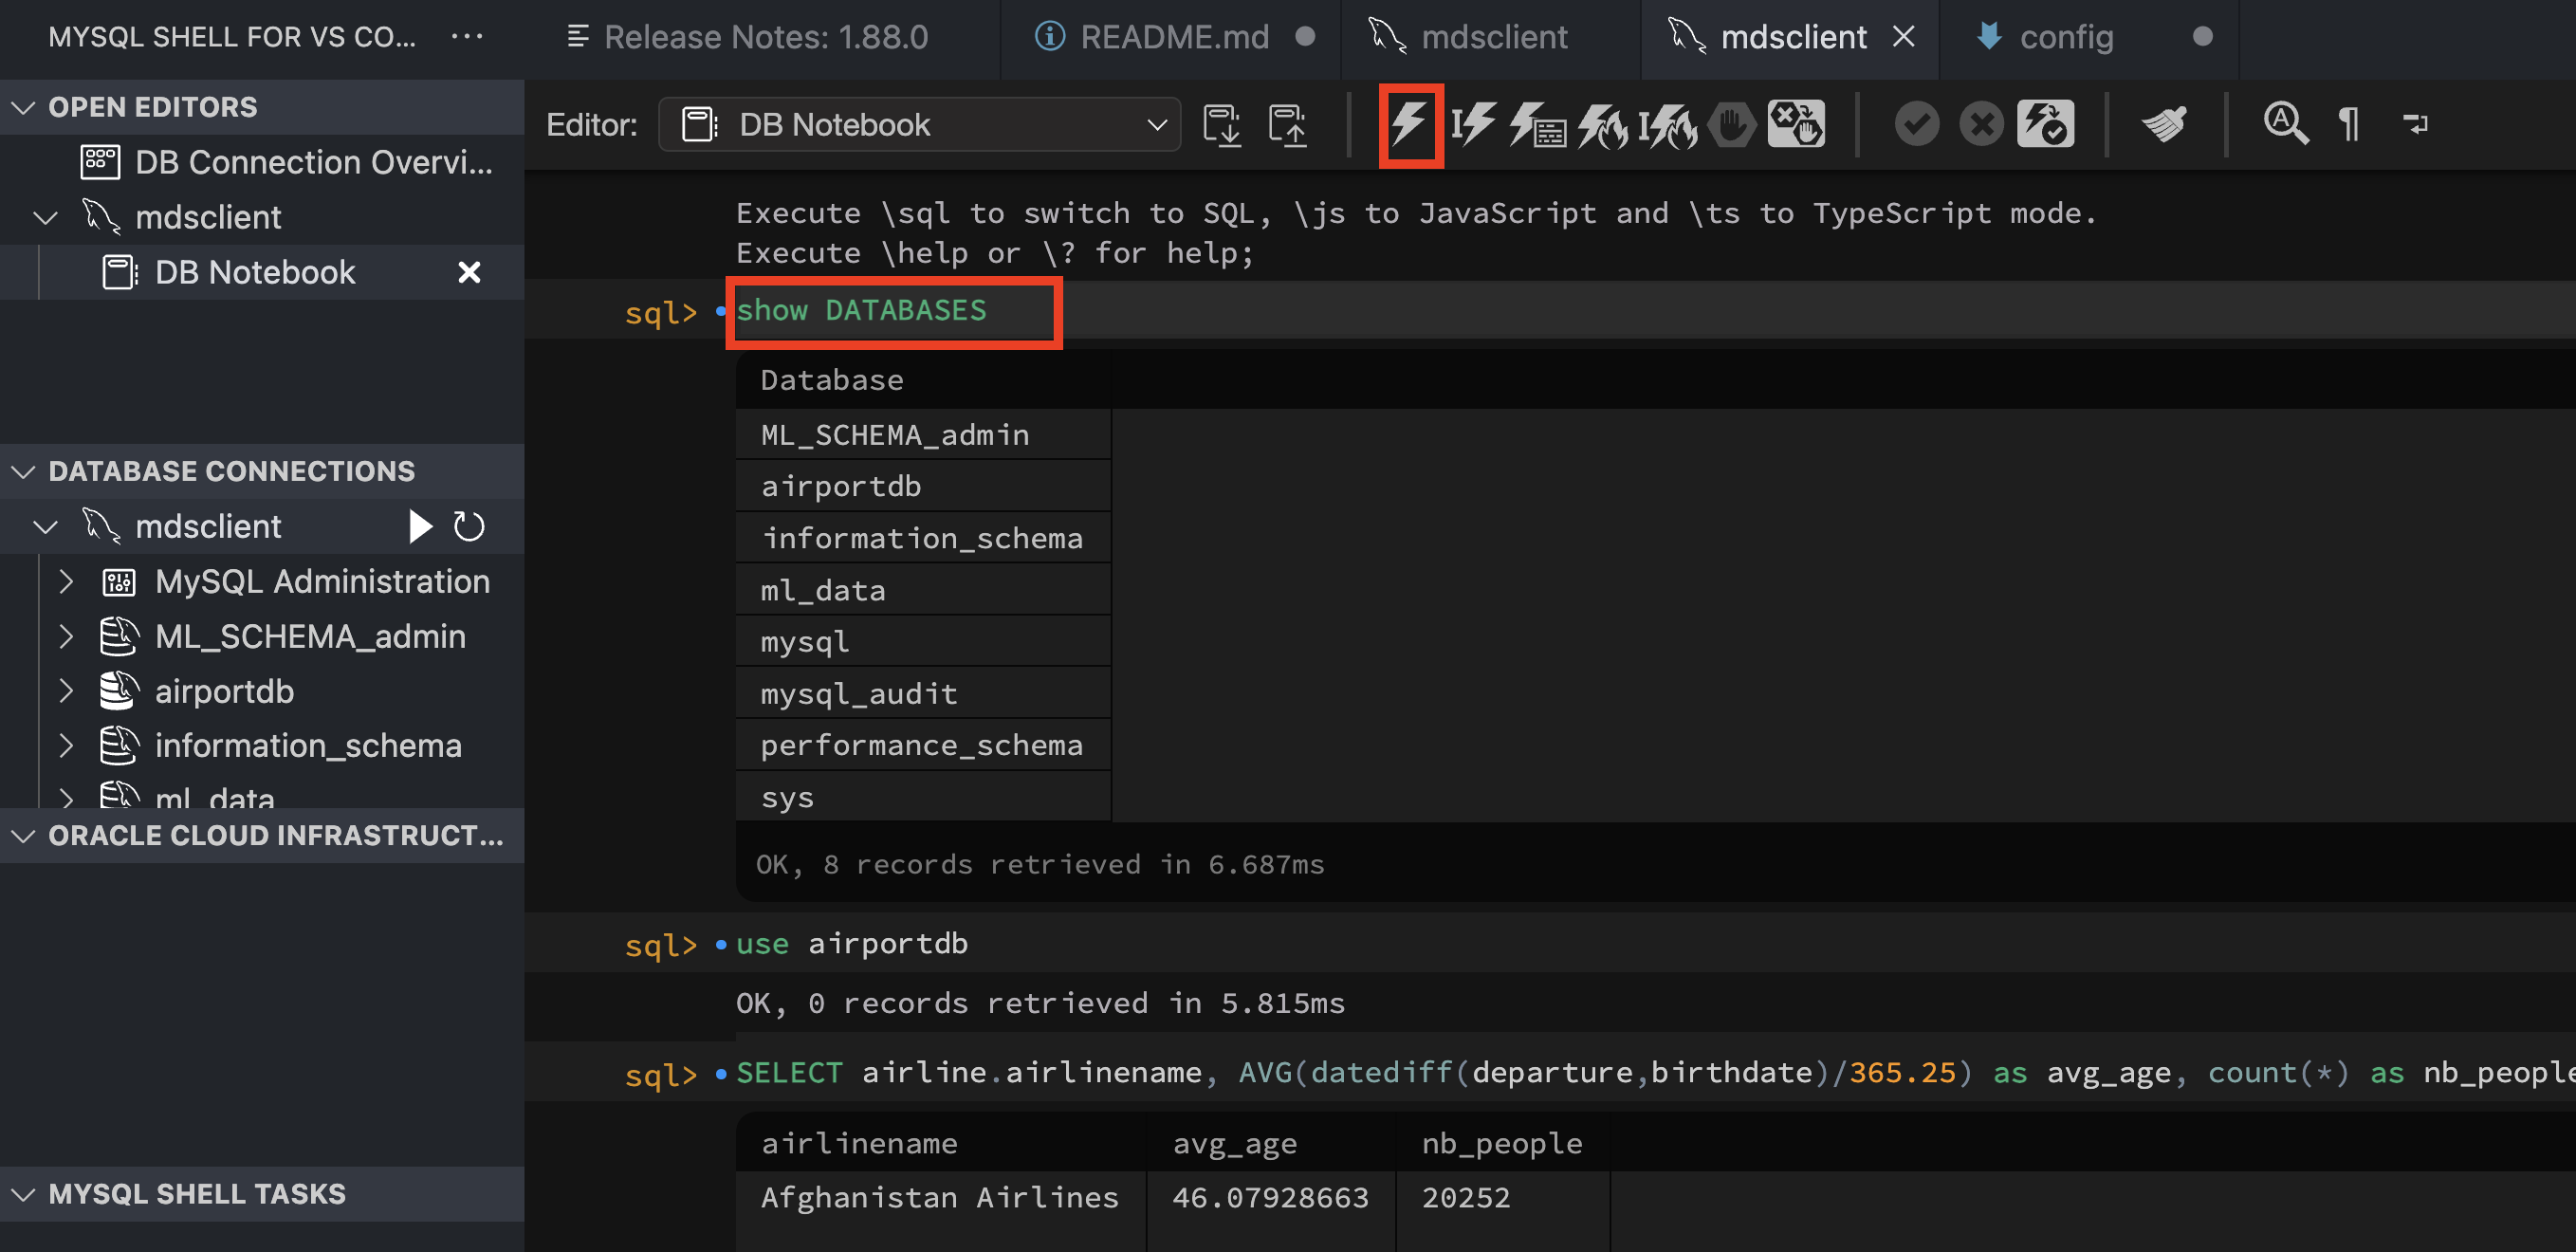 MYSQL SHELL FOR VS CO... ...
Release Notes: 1.88.0
README.md
mdsclient
mdsclient
config
OPEN EDITORS
DB Connection Overvi...
mdsclient
DB Notebook
DATABASE CONNECTIONS
mdsclient
MySQL Administration
ML_SCHEMA_admin
airportdb
information_schema
ml_data
ORACLE CLOUD INFRASTRUCT...
MYSQL SHELL TASKS
Editor: DB Notebook
Execute \sql to switch to SQL, \js to JavaScript and \ts to TypeScript mode.
Execute \help or \? for help;
sql> show DATABASES
Database
ML_SCHEMA_admin
airportdb
information_schema
ml_data
mysql
mysql_audit
performance_schema
sys
OK, 8 records retrieved in 6.687ms
sql> use airportdb
OK, 0 records retrieved in 5.815ms
sql> SELECT airline.airlinename, AVG(datediff(departure,birthdate)/365.25) as avg_age, count(*) as nb_people
airlinename avg_age nb_people
Afghanistan Airlines 46.07928663 20252